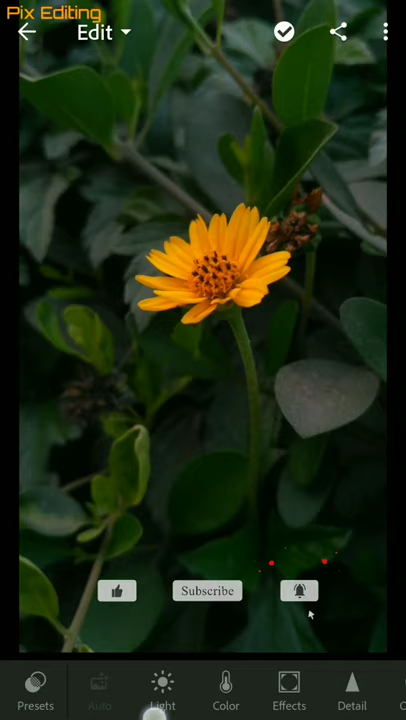 Pix Editing
Edit
Subscribe
Presets
Auto
Light
Color
Effects
Detail